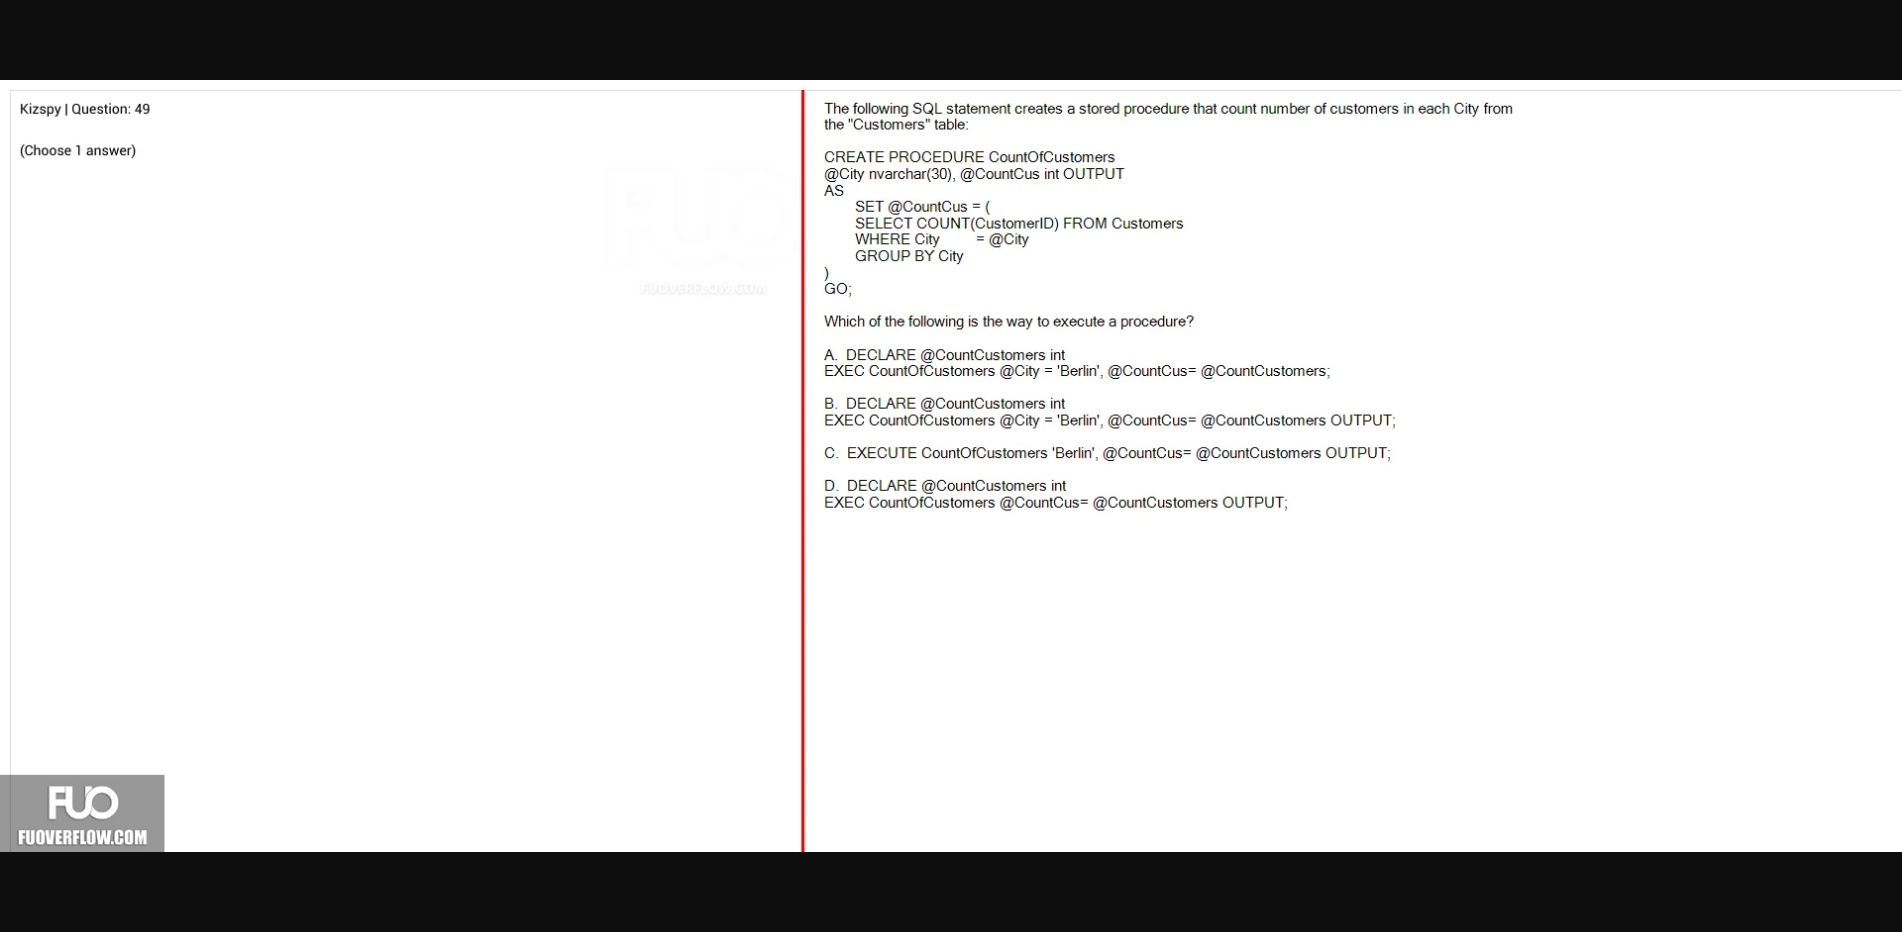 Kizspy | Question: 49
(Choose 1 answer)
FUO
FUOVERFLOW.COM
The following SQL statement creates a stored procedure that count number of customers in each City from
the "Customers" table:
CREATE PROCEDURE CountOfCustomers
@City nvarchar(30), @CountCus int OUTPUT
AS
SET @CountCus = (
SELECT COUNT(CustomerID) FROM Customers
WHERE City = @City
GROUP BY City
)
GO;
Which of the following is the way to execute a procedure?
A. DECLARE @CountCustomers int
EXEC CountOfCustomers @City = 'Berlin', @CountCus= @CountCustomers;
B. DECLARE @CountCustomers int
EXEC CountOfCustomers @City = 'Berlin', @CountCus= @CountCustomers OUTPUT;
C. EXECUTE CountOfCustomers 'Berlin', @CountCus= @CountCustomers OUTPUT;
D. DECLARE @CountCustomers int
EXEC CountOfCustomers @CountCus= @CountCustomers OUTPUT;
FUO
FUOVERFLOW.COM